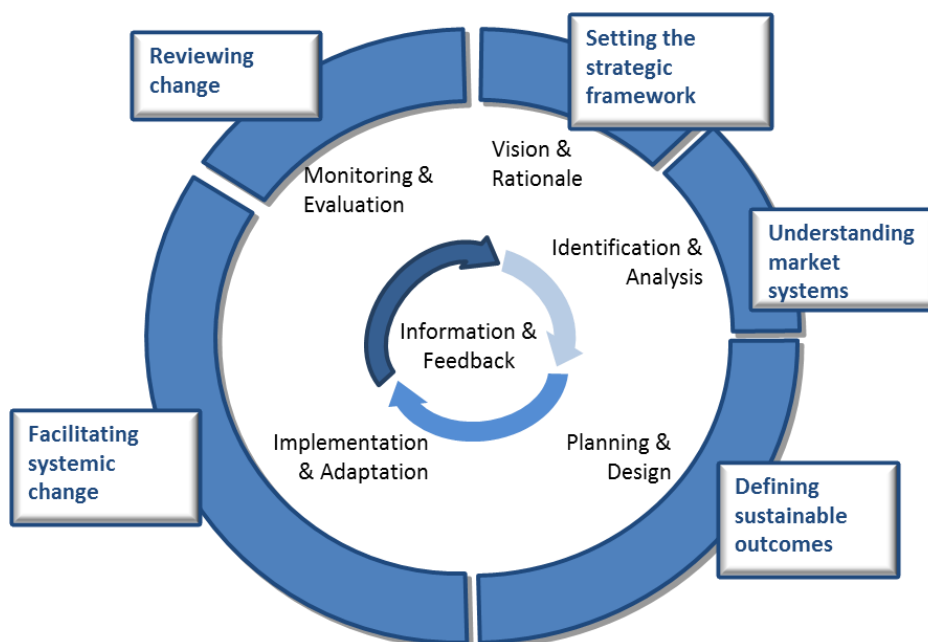 Reviewing
change
Setting the
strategic
framework
Monitoring &
Evaluation
Vision &
Rationale
Understanding
market
systems
Identification &
Analysis
Information &
Feedback
Facilitating
systemic
change
Implementation
& Adaptation
Planning &
Design
Defining
sustainable
outcomes